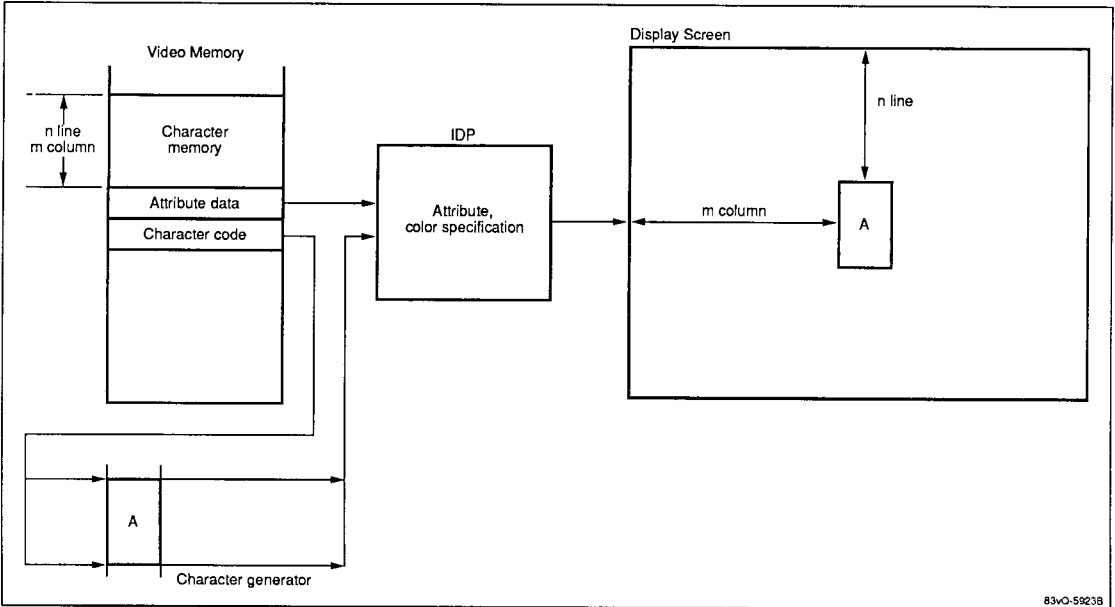 Video Memory
n line
m column
Character
memory
Attribute data
Character code
IDP
Attribute,
color specification
Display Screen
n line
m column
A
A
Character generator
83vQ-5923B